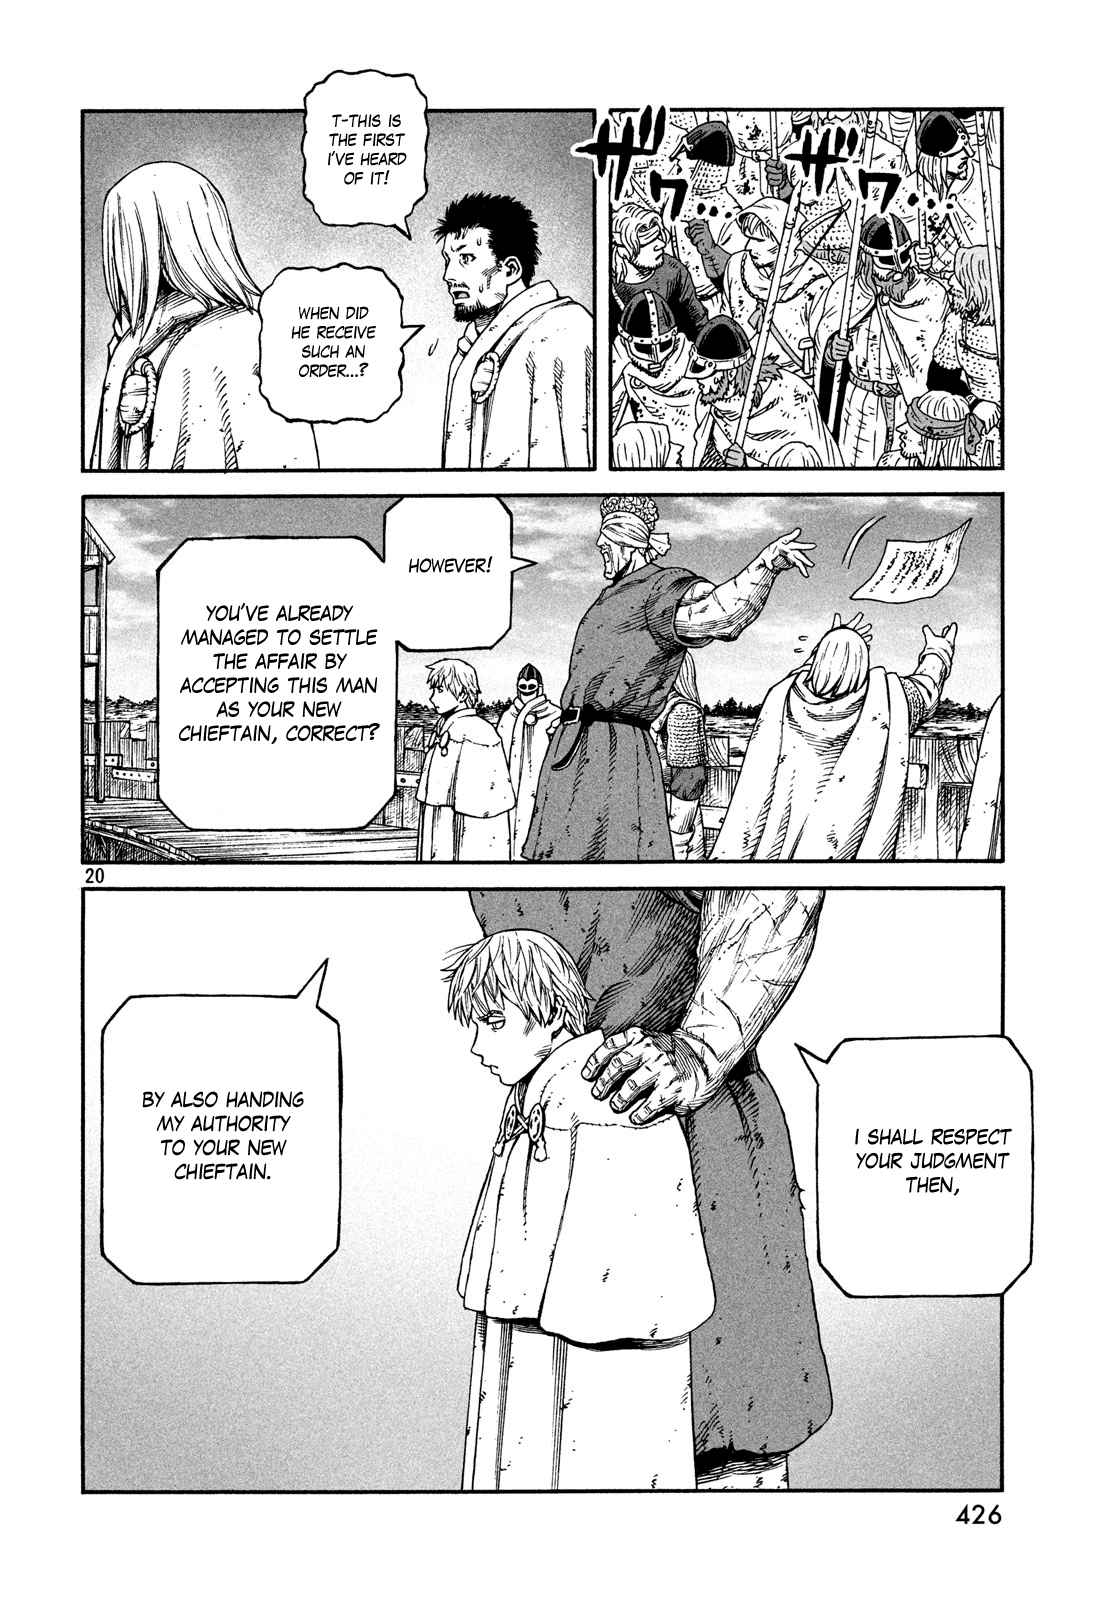 ザワ…
ザワ…
T-THIS IS
THE FIRST
I'VE HEARD
OF IT!
WHEN DID
HE RECEIVE
SUCH AN
ORDER...?
HOWEVER!
YOU'VE ALREADY
MANAGED TO SETTLE
THE AFFAIR BY
ACCEPTING THIS MAN
AS YOUR NEW
CHIEFTAIN, CORRECT?
20
I SHALL RESPECT
YOUR JUDGMENT
THEN,
BY ALSO HANDING
MY AUTHORITY
TO YOUR NEW
CHIEFTAIN.
426